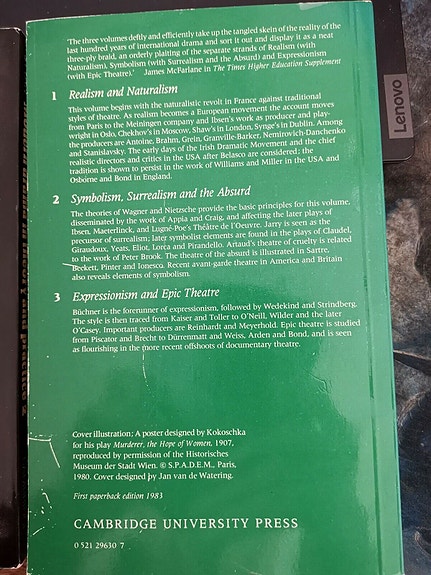 'The three volumes deftly and efficiently take up the tangled skein of the reality of the
last hundred years of international drama and sort it out and display it as a neat
three-ply braid, an orderly plaiting of the separate strands of Realism (with
Naturalism), Symbolism (with Surrealism and the Absurd) and Expressionism
(with Epic Theatre).' James McFarlane in The Times Higher Education Supplement
1 Realism and Naturalism
This volume begins with the naturalistic revolt in France against traditional
styles of theatre. As realism becomes a European movement the account moves
from Paris to the Meiningen company and Ibsen's work as producer and play-
wright in Oslo, Chekhov's in Moscow, Shaw's in London, Synge's in Dublin. Among
the producers are Antoine, Brahm, Grein, Granville-Barker, Nemirovich-Danchenko
and Stanislavsky. The early days of the Irish Dramatic Movement and the chief
realistic directors and critics in the USA after Belasco are considered; the
tradition is shown to persist in the work of Williams and Miller in the USA and
Osborne and Bond in England.
2 Symbolism, Surrealism and the Absurd
The theories of Wagner and Nietzsche provide the basic principles for this volume,
disseminated by the work of Appia and Craig, and affecting the later plays of
Ibsen, Maeterlinck, and Lugné-Poe's Théâtre de l'Oeuvre. Jarry is seen as the
precursor of surrealism; later symbolist elements are found in the plays of Claudel,
Giraudoux, Yeats, Eliot, Lorca and Pirandello. Artaud's theatre of cruelty is related
to the work of Peter Brook. The theatre of the absurd is illustrated in Sartre,
Beckett, Pinter and Ionesco. Recent avant-garde theatre in America and Britain
also reveals elements of symbolism.
3 Expressionism and Epic Theatre
Büchner is the forerunner of expressionism, followed by Wedekind and Strindberg.
The style is then traced from Kaiser and Toller to O'Neill, Wilder and the later
O'Casey. Important producers are Reinhardt and Meyerhold. Epic theatre is studied
from Piscator and Brecht to Dürrenmatt and Weiss, Arden and Bond, and is seen
as flourishing in the more recent offshoots of documentary theatre.
Cover illustration: A poster designed by Kokoschka
for his play Murderer, the Hope of Women, 1907,
reproduced by permission of the Historisches
Museum der Stadt Wien. © S.P.A.D.E.M., Paris,
1980. Cover designed by Jan van de Watering.
First paperback edition 1983
CAMBRIDGE UNIVERSITY PRESS
0 521 29630 7
Lenovo